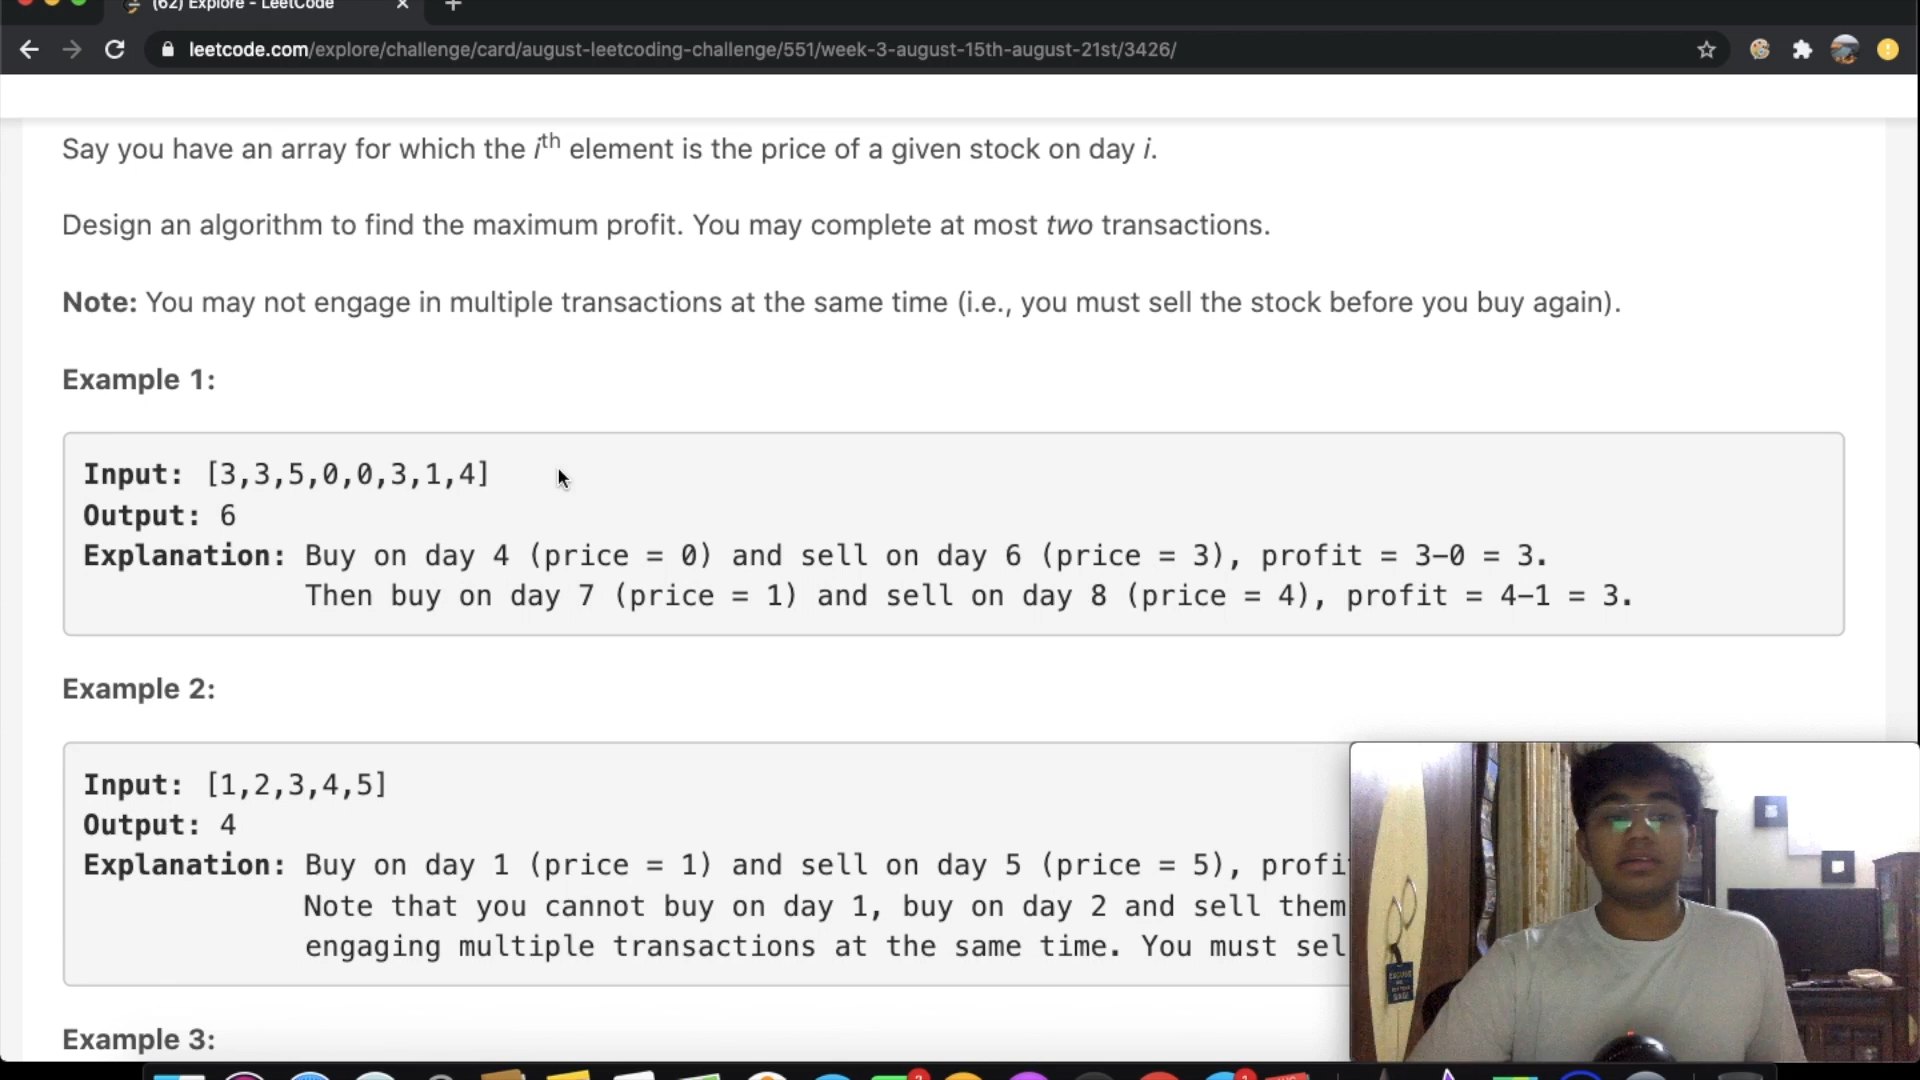 (62) Explore - LeetCode
leetcode.com/explore/challenge/card/august-leetcoding-challenge/551/week-3-august-15th-august-21st/3426/
Say you have an array for which the ith element is the price of a given stock on day i.
Design an algorithm to find the maximum profit. You may complete at most two transactions.
Note: You may not engage in multiple transactions at the same time (i.e., you must sell the stock before you buy again).
Example 1:
Input: [3,3,5,0,0,3,1,4]
Output: 6
Explanation: Buy on day 4 (price = 0) and sell on day 6 (price = 3), profit = 3-0 = 3.
Then buy on day 7 (price = 1) and sell on day 8 (price = 4), profit = 4-1 = 3.
Example 2:
Input: [1,2,3,4,5]
Output: 4
Explanation: Buy on day 1 (price = 1) and sell on day 5 (price = 5), profi
Note that you cannot buy on day 1, buy on day 2 and sell them
engaging multiple transactions at the same time. You must sel
Example 3: